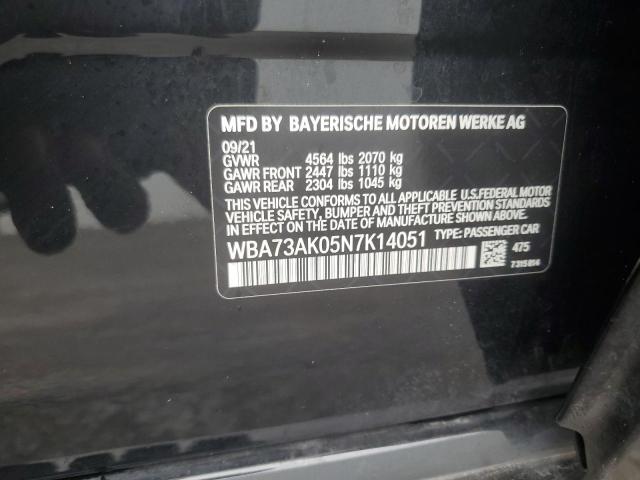 MFD BY BAYERISCHE MOTOREN WERKE AG
09/21
GVWR 4564 lbs 2070 kg
GAWR FRONT 2447 lbs 1110 kg
GAWR REAR 2304 lbs 1045 kg
THIS VEHICLE CONFORMS TO ALL APPLICABLE U.S.FEDERAL MOTOR
VEHICLE SAFETY, BUMPER AND THEFT PREVENTION STANDARDS IN
EFFECT ON THE DATE OF MANUFACTURE SHOWN ABOVE.
WBA73AK05N7K14051 TYPE: PASSENGER CAR
475
7315814